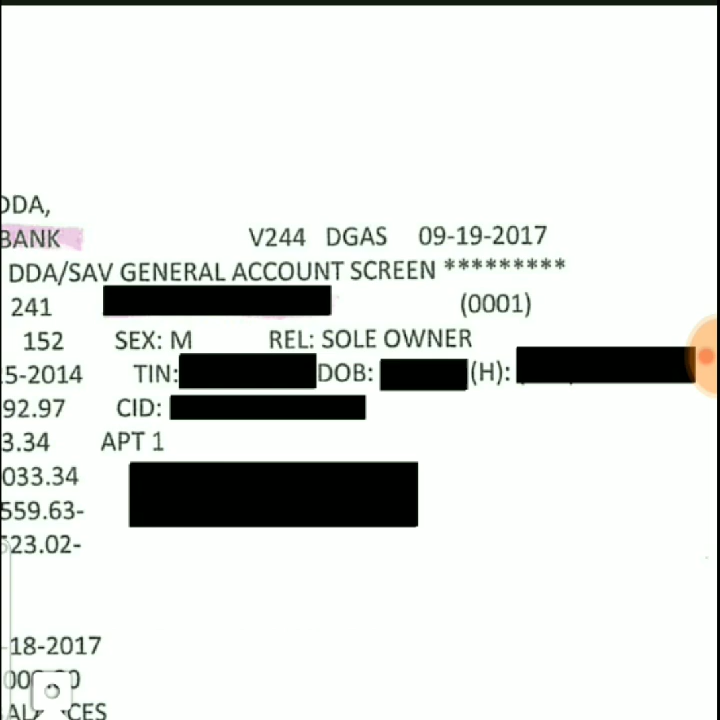 DDA,
BANK V244 DGAS 09-19-2017
DDA/SAV GENERAL ACCOUNT SCREEN *********
241 (0001)
152 SEX: M REL: SOLE OWNER
5-2014 TIN: DOB: (H):
92.97 CID:
3.34 APT 1
033.34
559.63-
523.02-
-18-2017